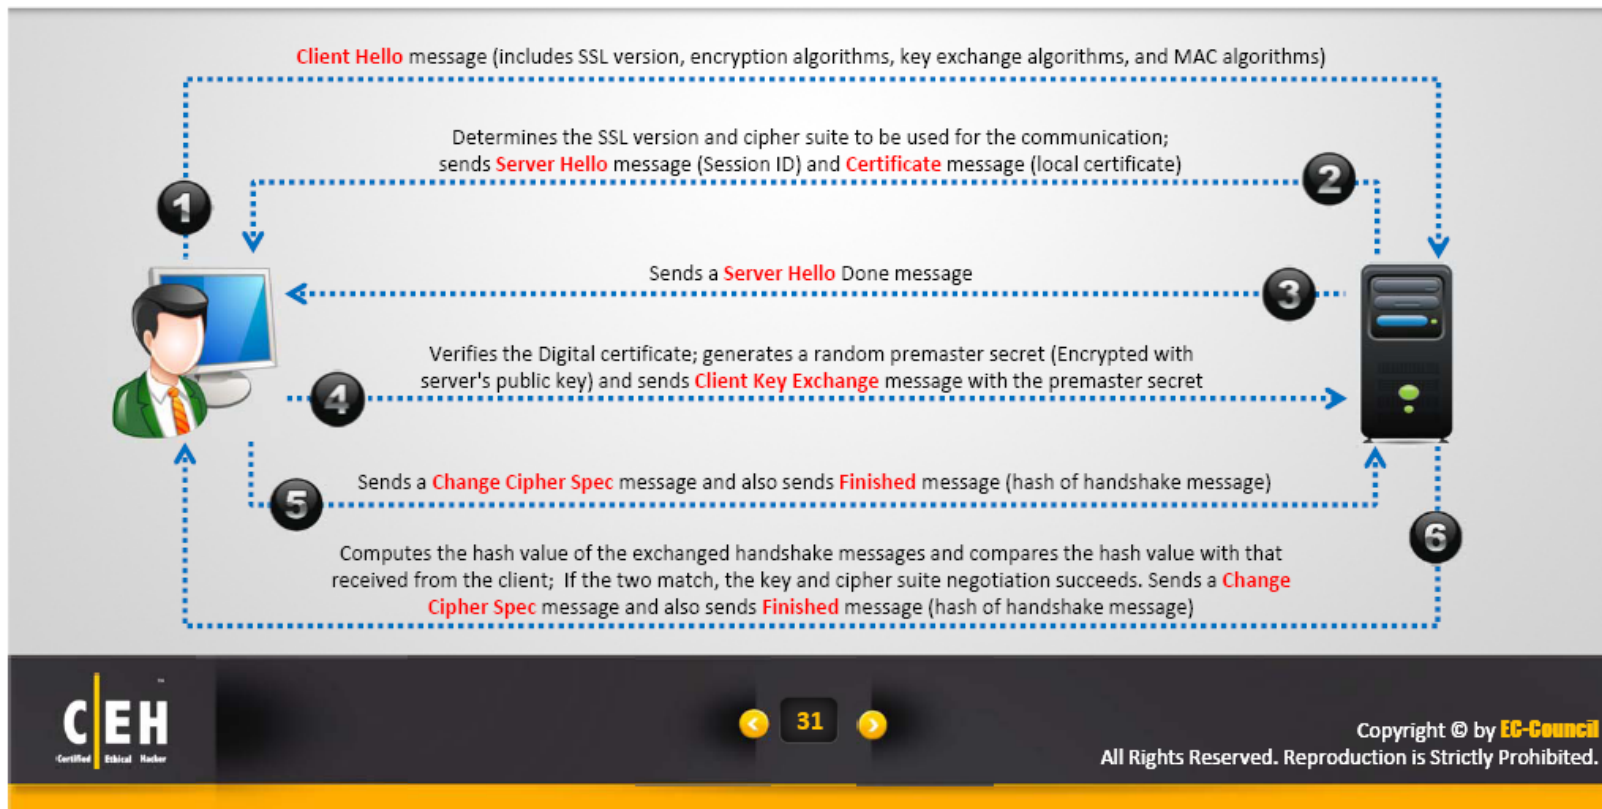 Client Hello message (includes SSL version, encryption algorithms, key exchange algorithms, and MAC algorithms)
Determines the SSL version and cipher suite to be used for the communication;
sends Server Hello message (Session ID) and Certificate message (local certificate)
1
2
Sends a Server Hello Done message
3
Verifies the Digital certificate; generates a random premaster secret (Encrypted with
server's public key) and sends Client Key Exchange message with the premaster secret
4
Sends a Change Cipher Spec message and also sends Finished message (hash of handshake message)
5
6
Computes the hash value of the exchanged handshake messages and compares the hash value with that
received from the client; If the two match, the key and cipher suite negotiation succeeds. Sends a Change
Cipher Spec message and also sends Finished message (hash of handshake message)
CEH
™
Certified Ethical Hacker
31
Copyright © by EC-Council
All Rights Reserved. Reproduction is Strictly Prohibited.